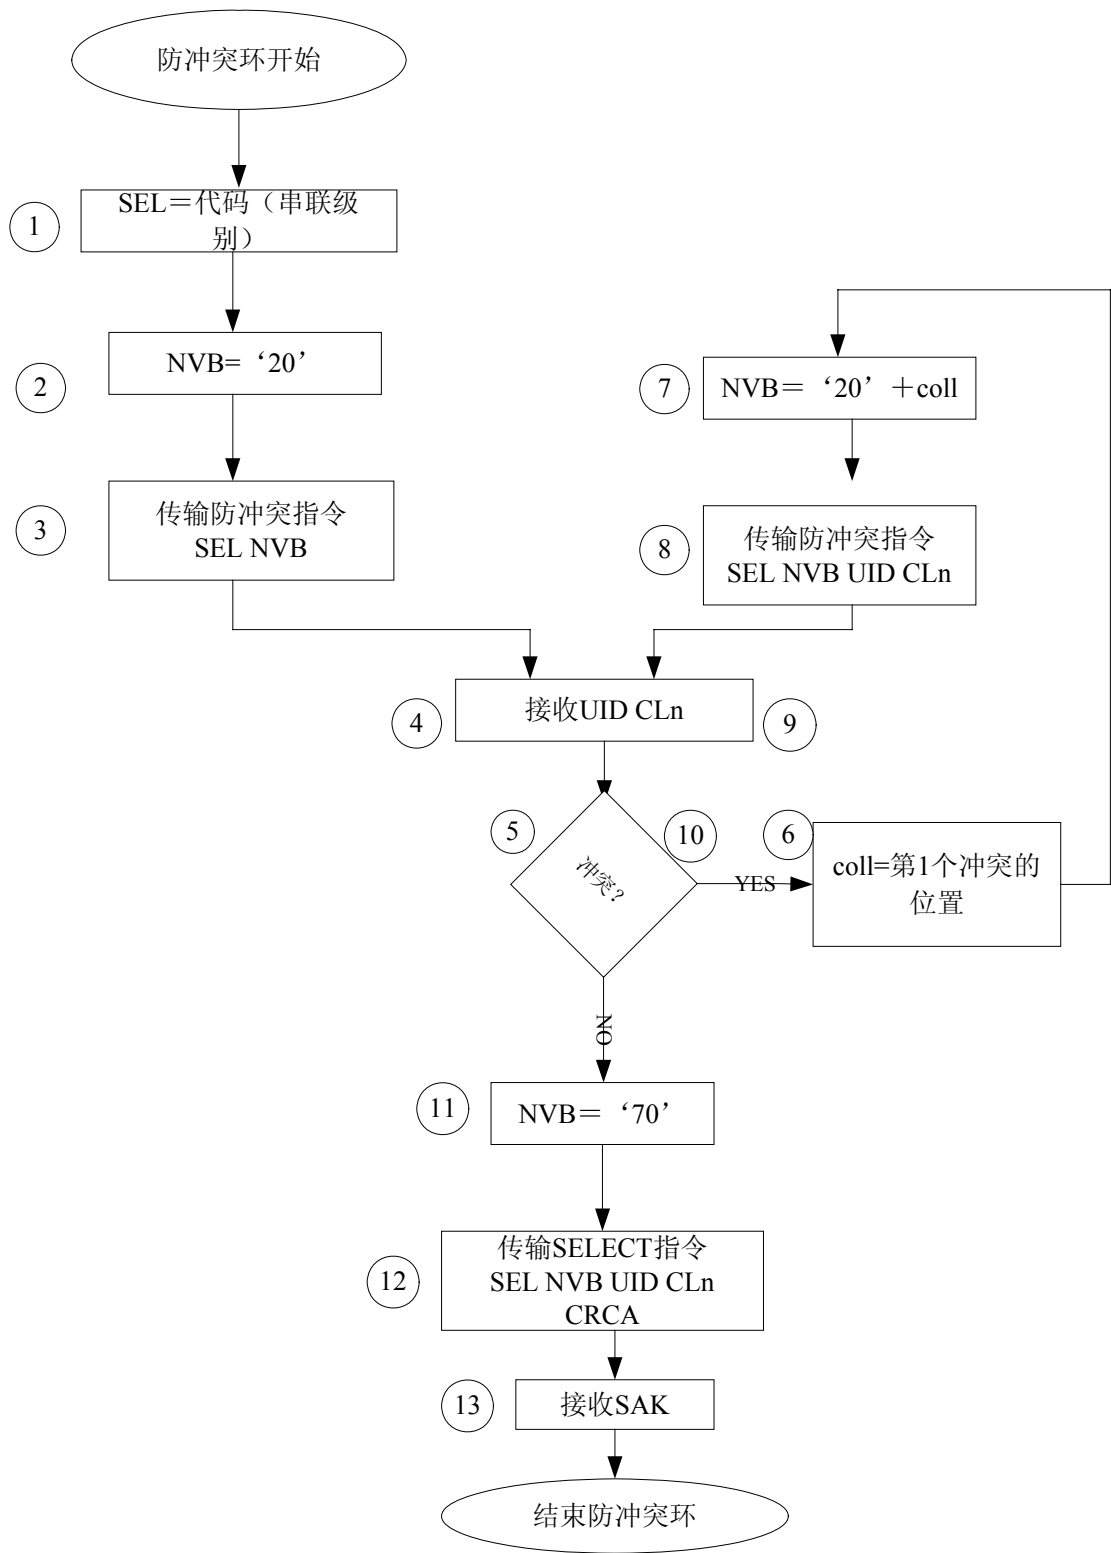 防冲突环开始
1
SEL＝代码（串联级
别）
2
NVB= ‘20’
3
传输防冲突指令
SEL NVB
7
NVB＝ ‘20’ ＋coll
8
传输防冲突指令
SEL NVB UID CLn
4
接收UID CLn
9
5
冲突?
10
YES
6
coll=第1个冲突的
位置
NO
11
NVB＝ ‘70’
12
传输SELECT指令
SEL NVB UID CLn
CRCA
13
接收SAK
结束防冲突环